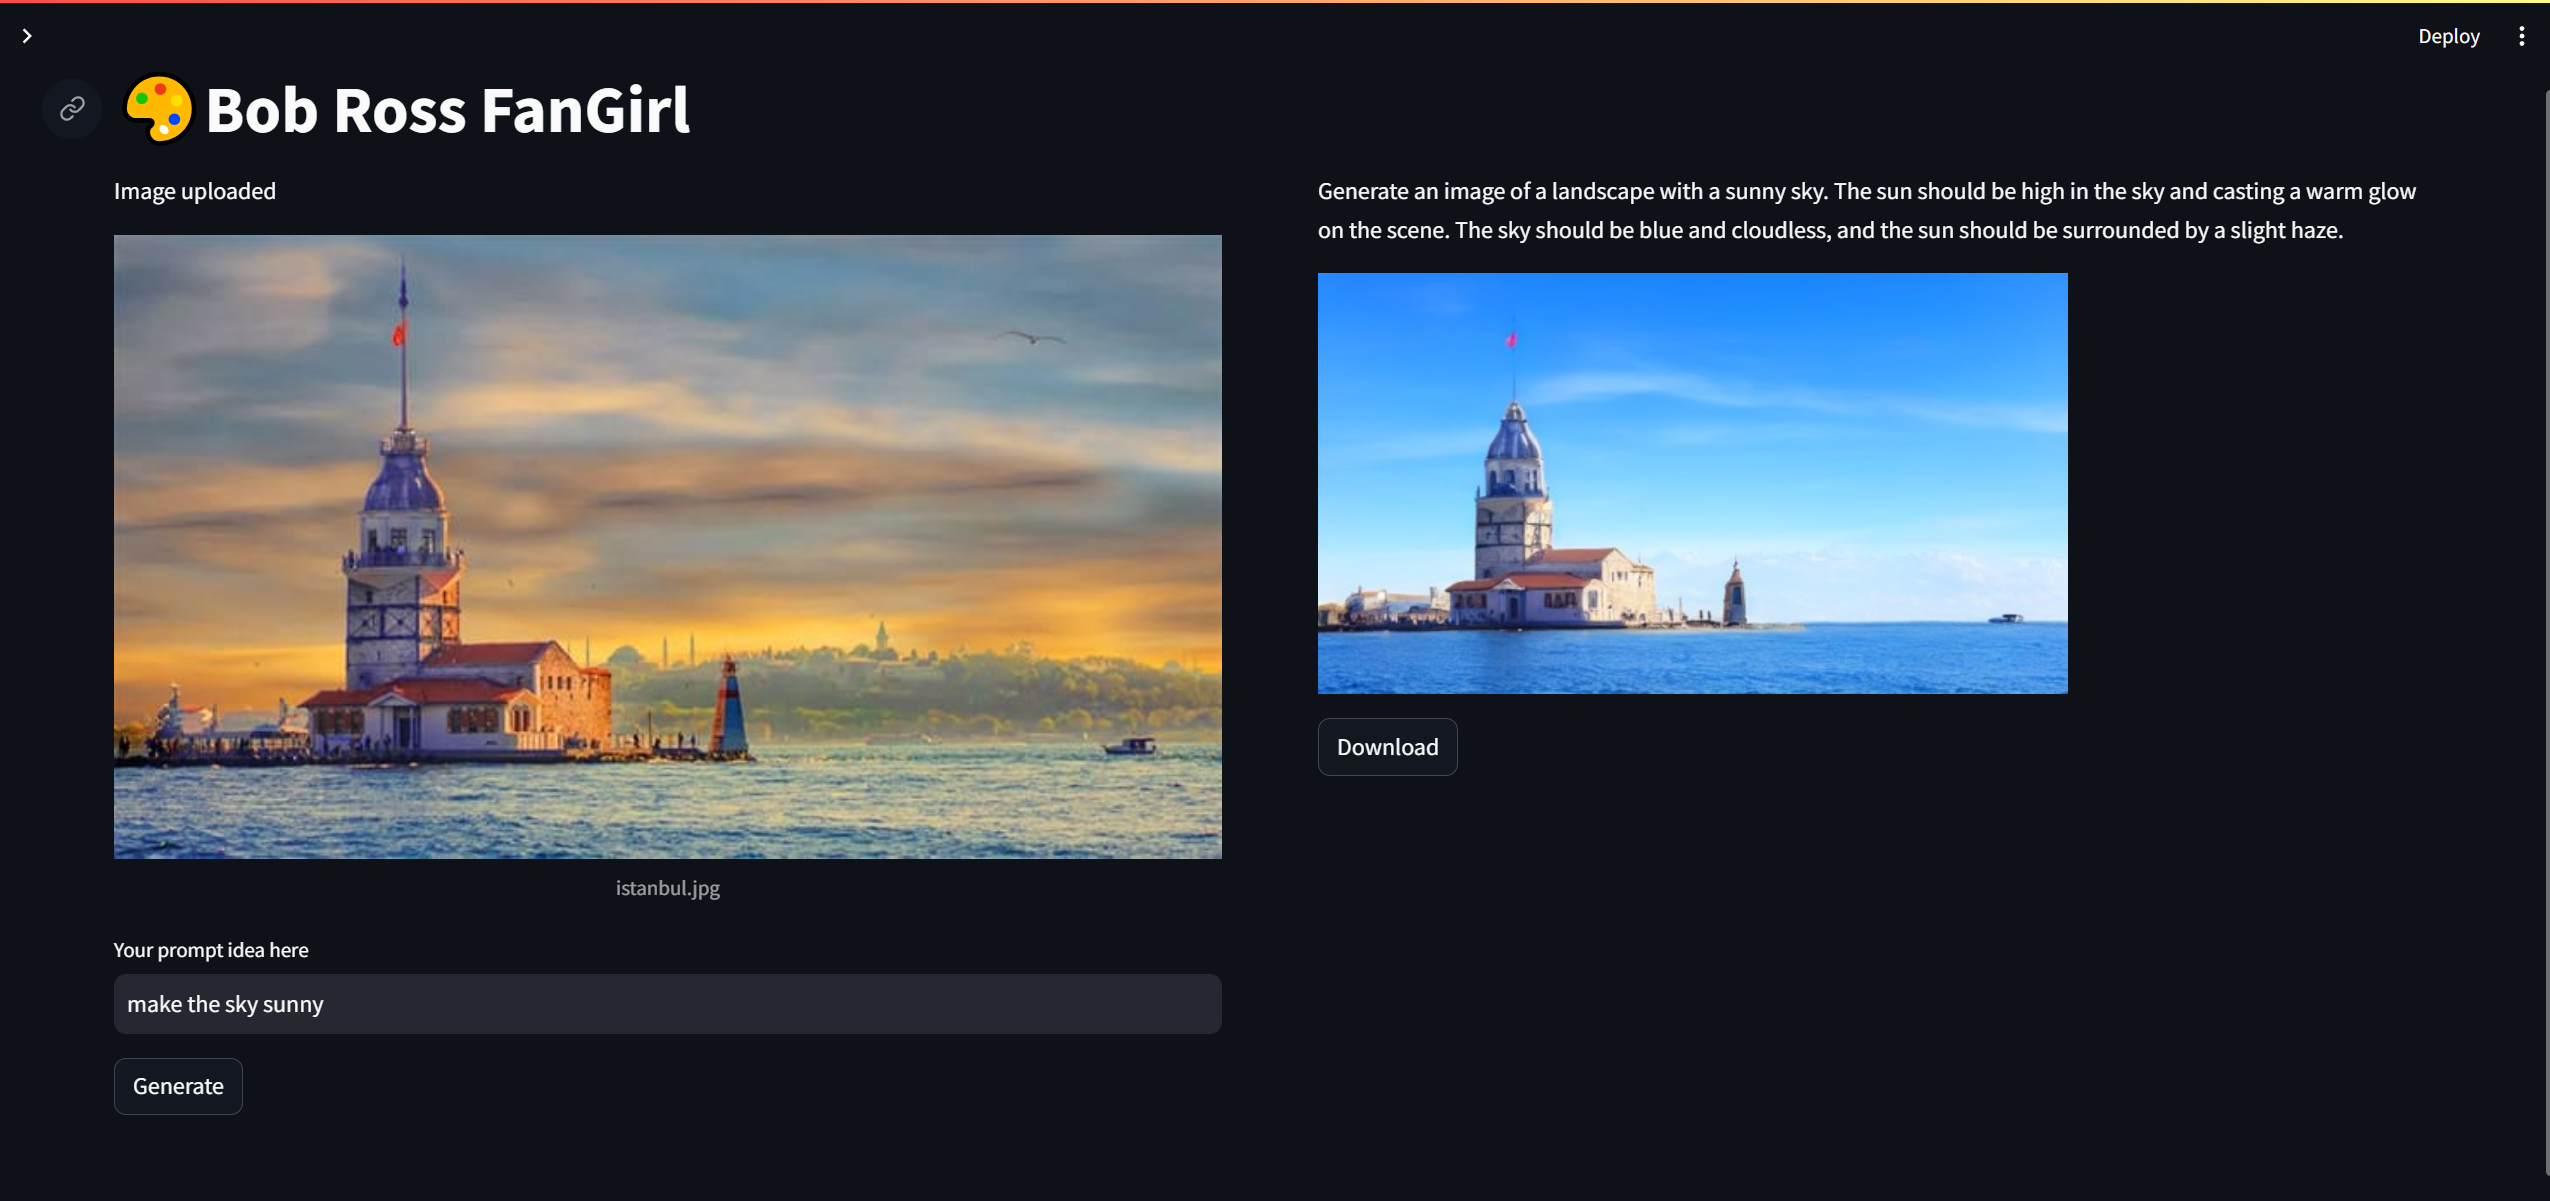 Deploy
Bob Ross FanGirl
Image uploaded
istanbul.jpg
Your prompt idea here
make the sky sunny
Generate
Generate an image of a landscape with a sunny sky. The sun should be high in the sky and casting a warm glow
on the scene. The sky should be blue and cloudless, and the sun should be surrounded by a slight haze.
Download